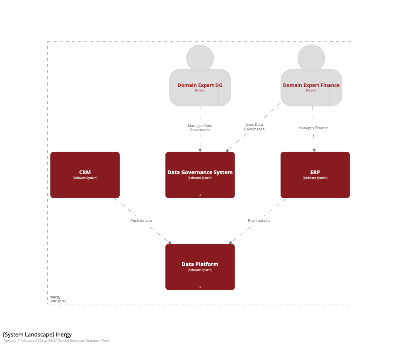 Domain Expert DG
[Person]
Domain Expert Finance
[Person]
Manages Data
Governance
Uses Data
Governance
Manages Finance
CRM
[Software System]
Data Governance System
[Software System]
ERP
[Software System]
Push data to
Push data to
Data Platform
[Software System]
Inergy
[System Landscape] Inergy